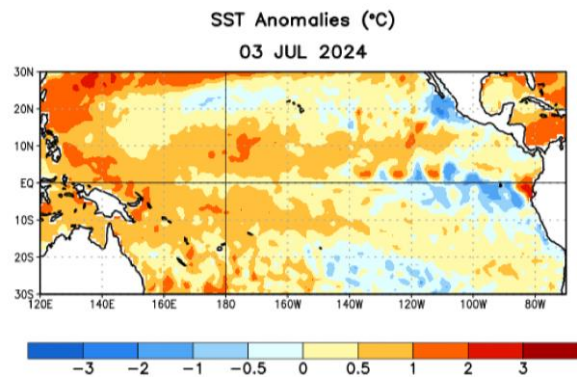 SST Anomalies (°C)
03 JUL 2024
30N
20N
10N
EQ
10S
20S
30S
120E 140E 160E 180 160W 140W 120W 100W 80W
-3 -2 -1 -0.5 0 0.5 1 2 3